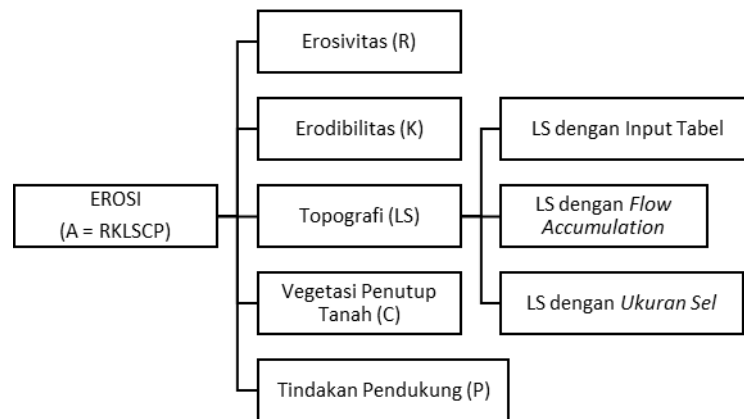 EROSI
(A = RKLSCP)
Erosivitas (R)
Erodibilitas (K)
Topografi (LS)
Vegetasi Penutup
Tanah (C)
Tindakan Pendukung (P)
LS dengan Input Tabel
LS dengan Flow
Accumulation
LS dengan Ukuran Sel